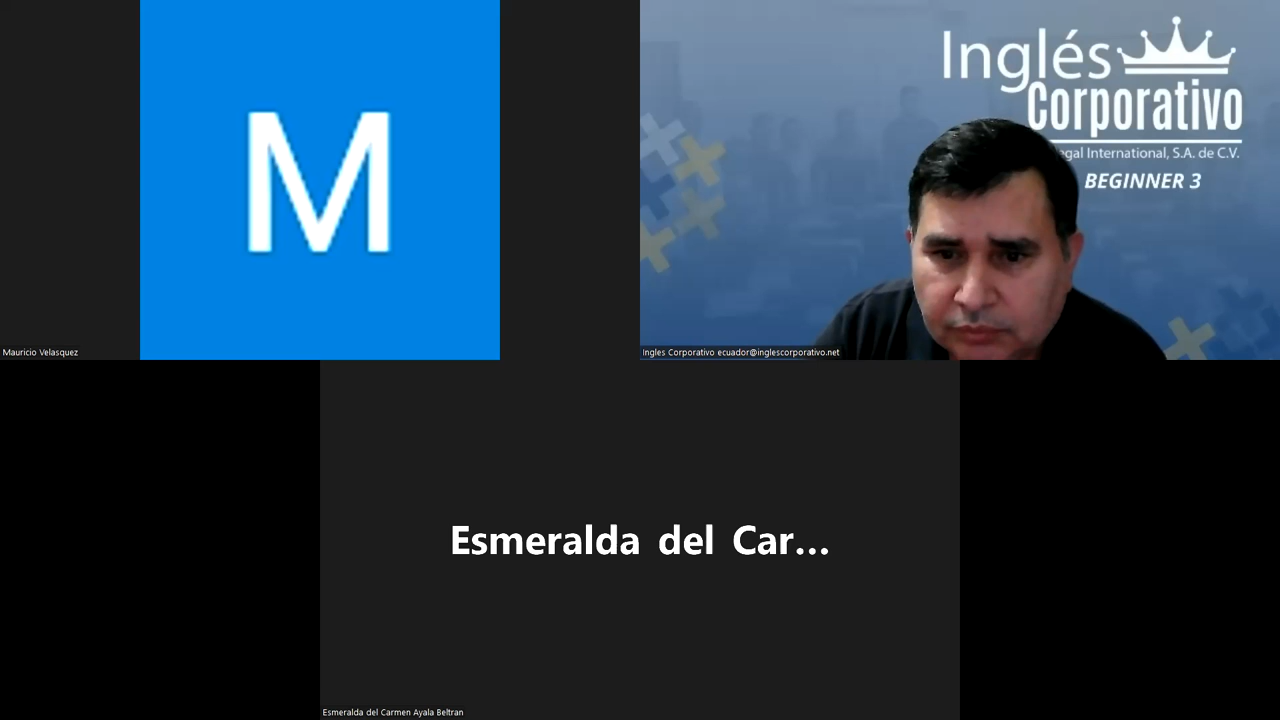 M
Mauricio Velasquez
Inglés
Corporativo
egal International, S.A. de C.V.
BEGINNER 3
Ingles Corporativo ecuador@inglescorporativo.net
Esmeralda del Car...
Esmeralda del Carmen Ayala Beltran